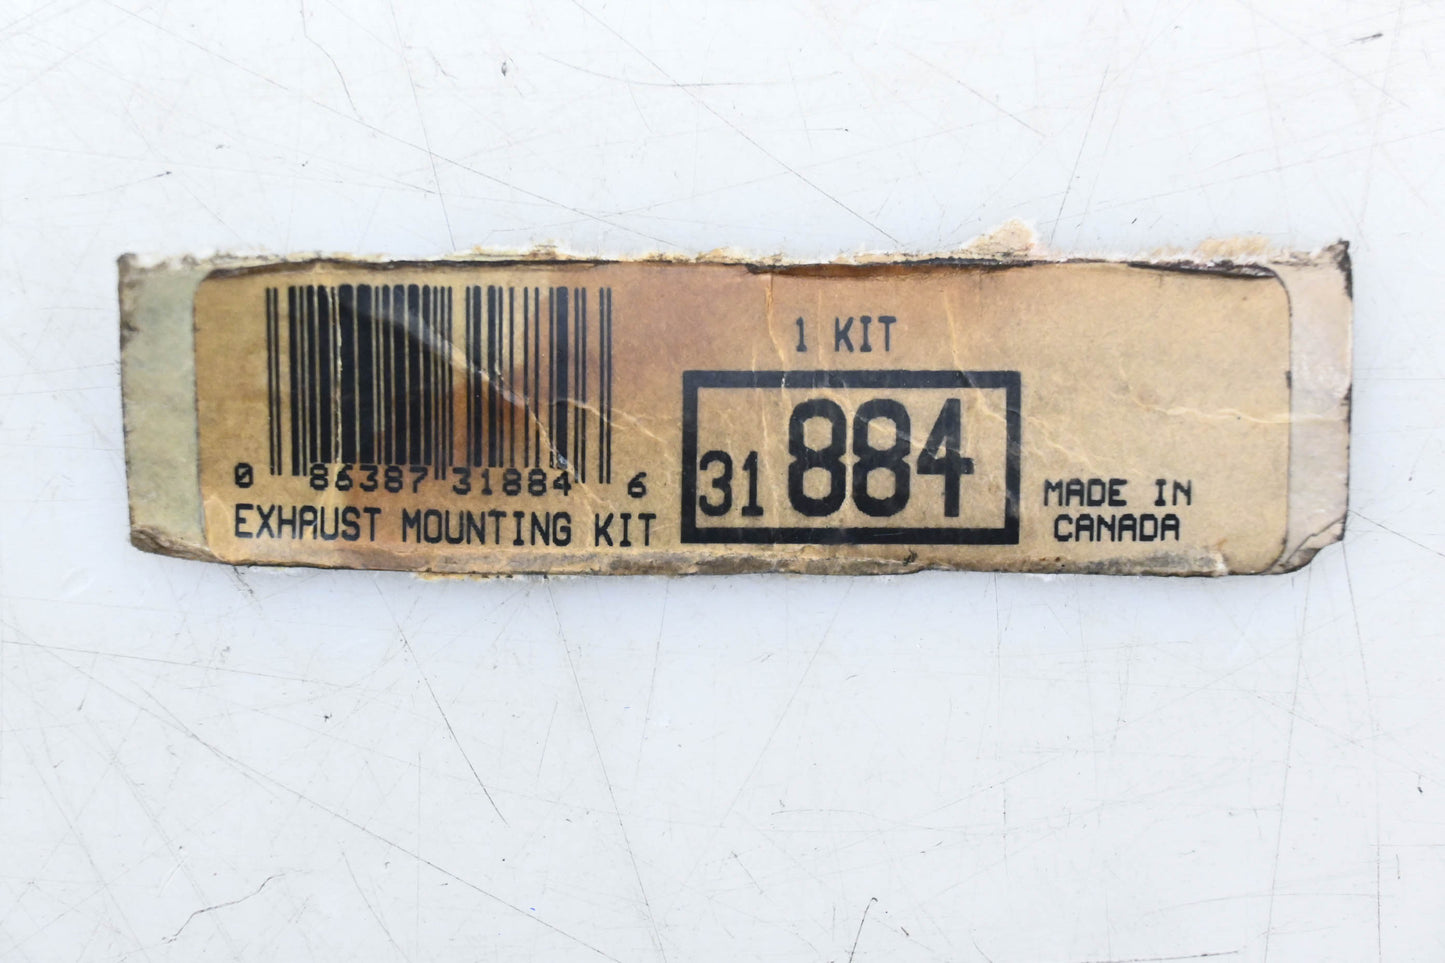 1 KIT
31 884
0 86387 31884 6
EXHAUST MOUNTING KIT
MADE IN
CANADA